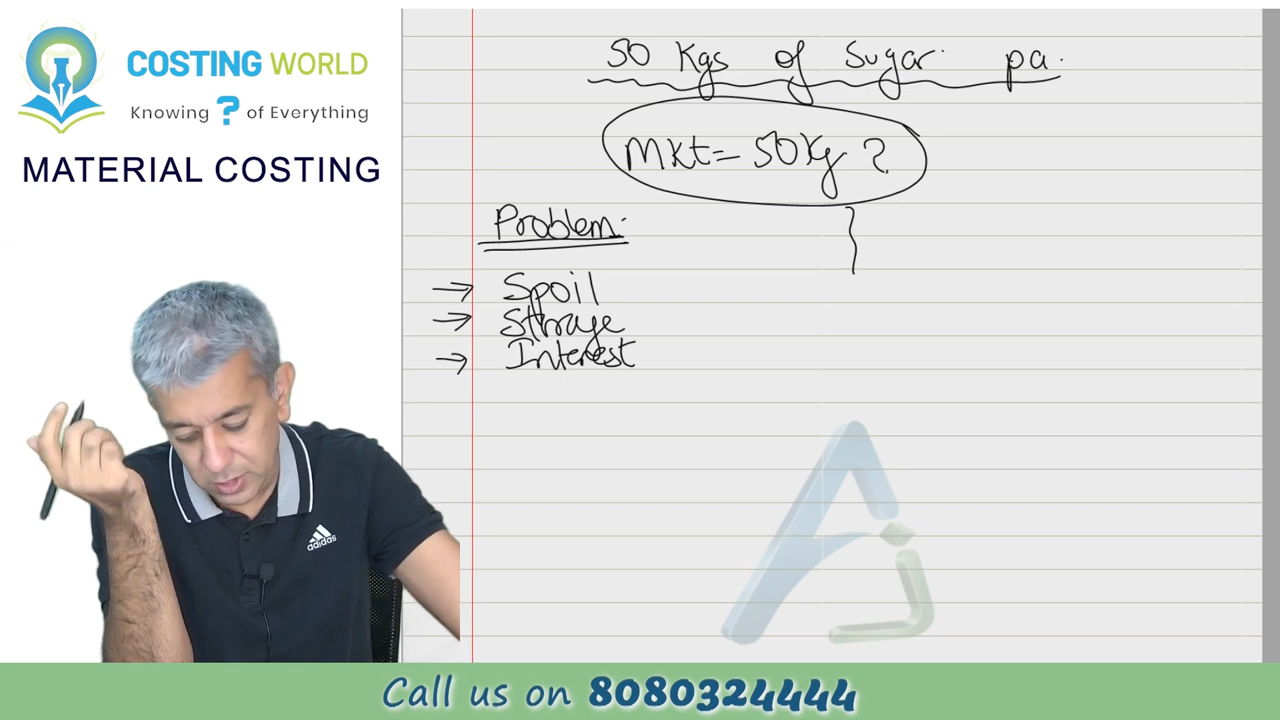 COSTING WORLD
Knowing ? of Everything
MATERIAL COSTING
50 Kgs of Sugar pa.
Mkt = 50Kg ?
Problem:
→ Spoil
→ Storage
→ Interest
adidas
Call us on 8080324444